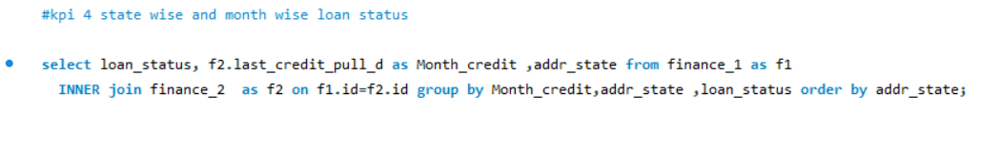 #kpi 4 state wise and month wise loan status
select loan_status, f2.last_credit_pull_d as Month_credit ,addr_state from finance_1 as f1
INNER join finance_2  as f2 on f1.id=f2.id group by Month_credit,addr_state ,loan_status order by addr_state;